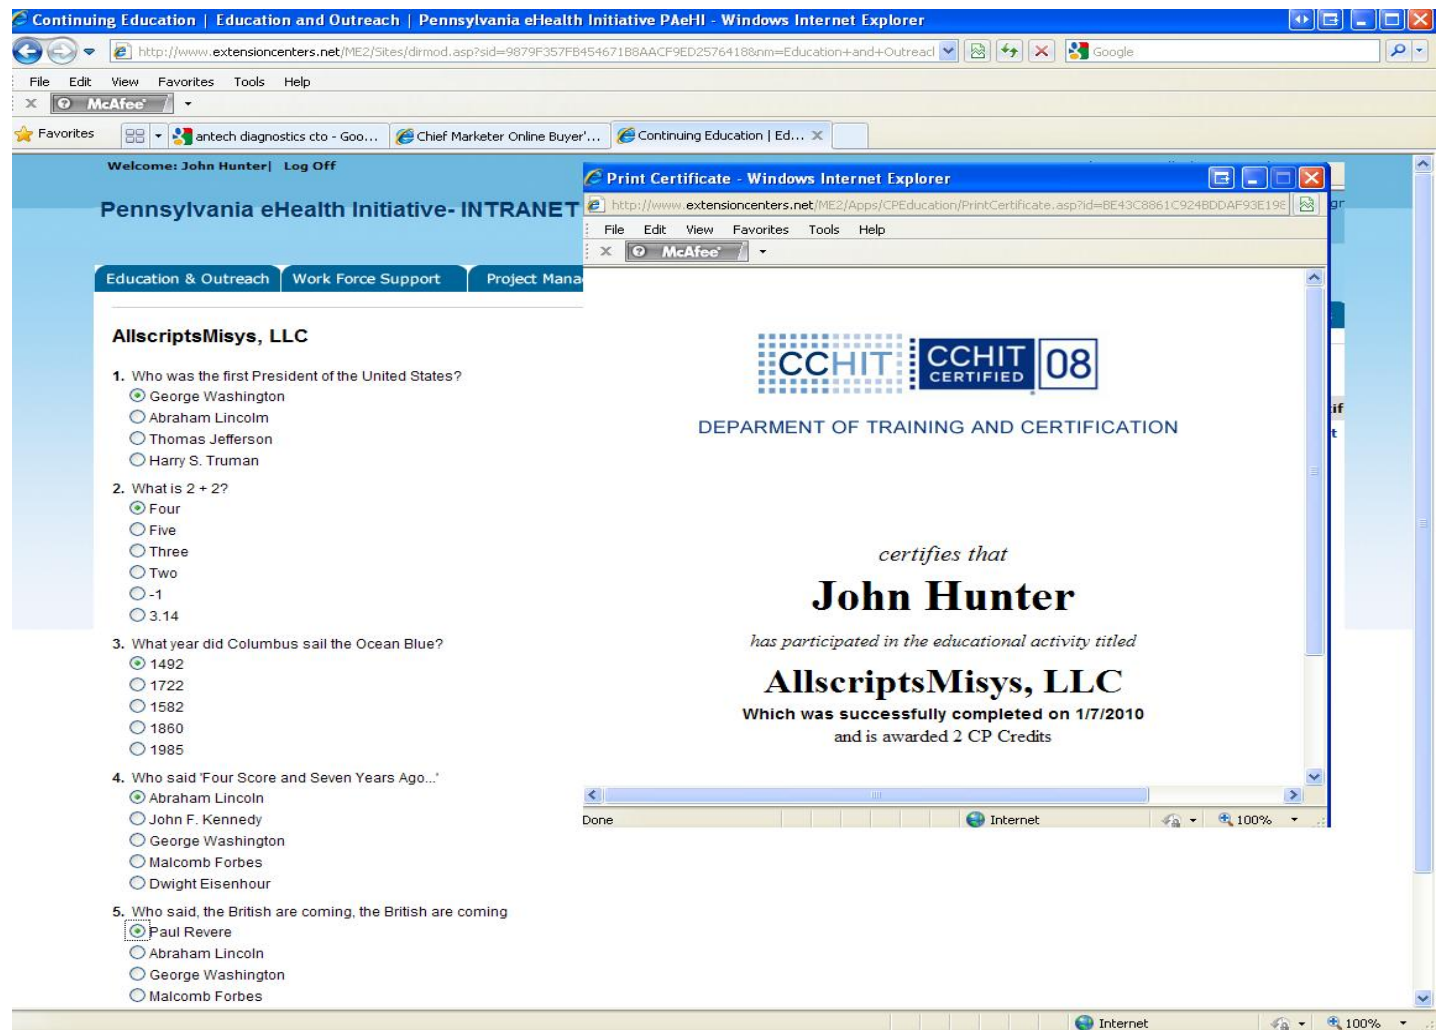 Continuing Education | Education and Outreach | Pennsylvania eHealth Initiative PAeHI - Windows Internet Explorer
http://www.extensioncenters.net/ME2/Sites/dirmod.asp?sid=9879F357FB454671B8AACF9ED2576418&nm=Education+and+Outreacl
Google
File Edit View Favorites Tools Help
X McAfee
Favorites
antech diagnostics cto - Goo...
Chief Marketer Online Buyer'...
Continuing Education | Ed...
Welcome: John Hunter| Log Off
Pennsylvania eHealth Initiative- INTRANET
Education & Outreach
Work Force Support
Project Mana
AllscriptsMisys, LLC
1. Who was the first President of the United States?
George Washington
Abraham Lincolm
Thomas Jefferson
Harry S. Truman
2. What is 2 + 2?
Four
Five
Three
Two
-1
3.14
3. What year did Columbus sail the Ocean Blue?
1492
1722
1582
1860
1985
4. Who said 'Four Score and Seven Years Ago...'
Abraham Lincoln
John F. Kennedy
George Washington
Malcomb Forbes
Dwight Eisenhour
5. Who said, the British are coming, the British are coming
Paul Revere
Abraham Lincoln
George Washington
Malcomb Forbes
Print Certificate - Windows Internet Explorer
http://www.extensioncenters.net/ME2/Apps/CPEducation/PrintCertificate.asp?id=BE43C8861C924BDDAF93E198
File Edit View Favorites Tools Help
X McAfee
CCHIT
CCHIT CERTIFIED 08
DEPARMENT OF TRAINING AND CERTIFICATION
certifies that
John Hunter
has participated in the educational activity titled
AllscriptsMisys, LLC
Which was successfully completed on 1/7/2010
and is awarded 2 CP Credits
Done
Internet
100%
Internet
100%